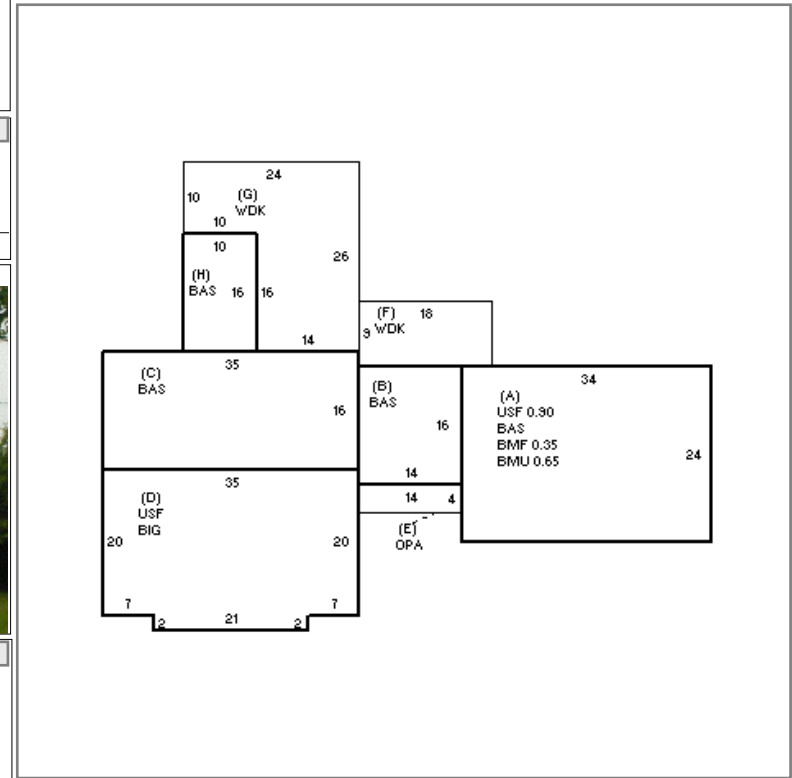 24
10
(G)
WDK
10
10
26
(H)
BAS
16
16
14
(F)
WDK
18
9
35
(C)
BAS
16
(B)
BAS
16
14
34
(A)
USF 0.90
BAS
BMF 0.35
BMU 0.65
24
35
(D)
USF
BIG
20
20
14
4
(E)
OPA
7
7
2
21
2